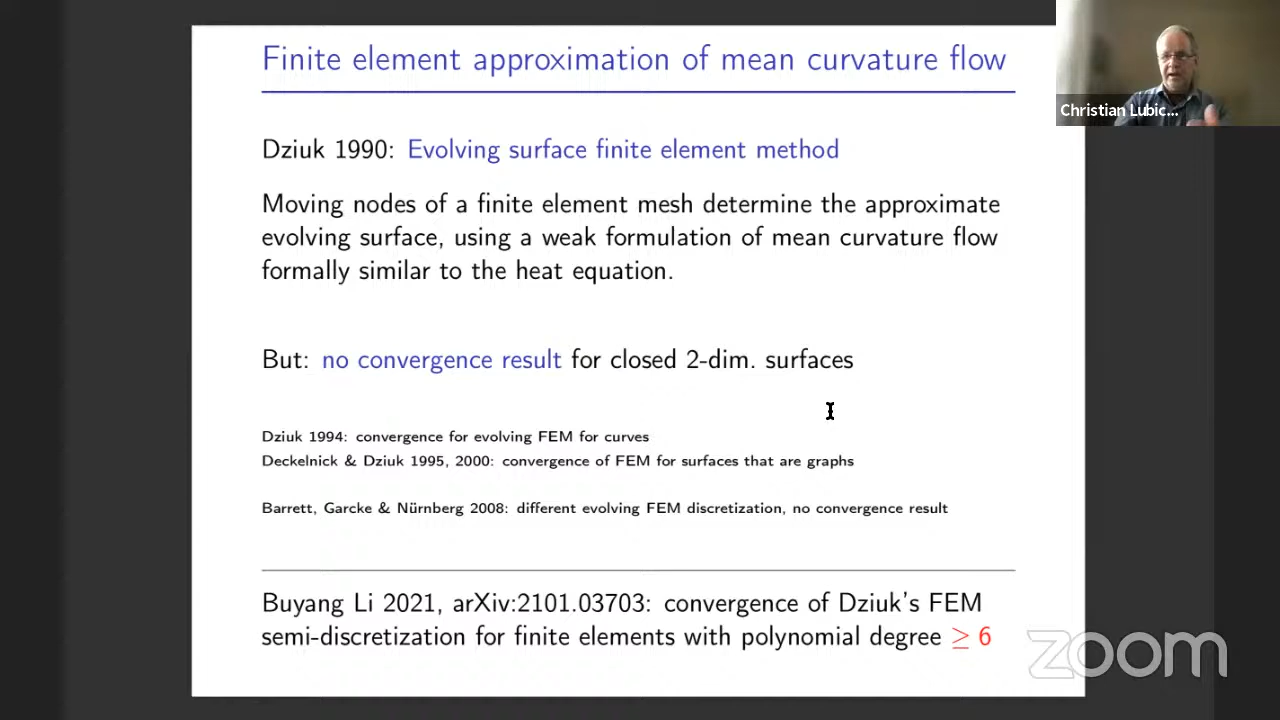 Finite element approximation of mean curvature flow
Christian Lubic...
Dziuk 1990: Evolving surface finite element method
Moving nodes of a finite element mesh determine the approximate
evolving surface, using a weak formulation of mean curvature flow
formally similar to the heat equation.
But: no convergence result for closed 2-dim. surfaces
Dziuk 1994: convergence for evolving FEM for curves
Deckelnick & Dziuk 1995, 2000: convergence of FEM for surfaces that are graphs
Barrett, Garcke & Nürnberg 2008: different evolving FEM discretization, no convergence result
Buyang Li 2021, arXiv:2101.03703: convergence of Dziuk's FEM
semi-discretization for finite elements with polynomial degree ≥ 6
zoom